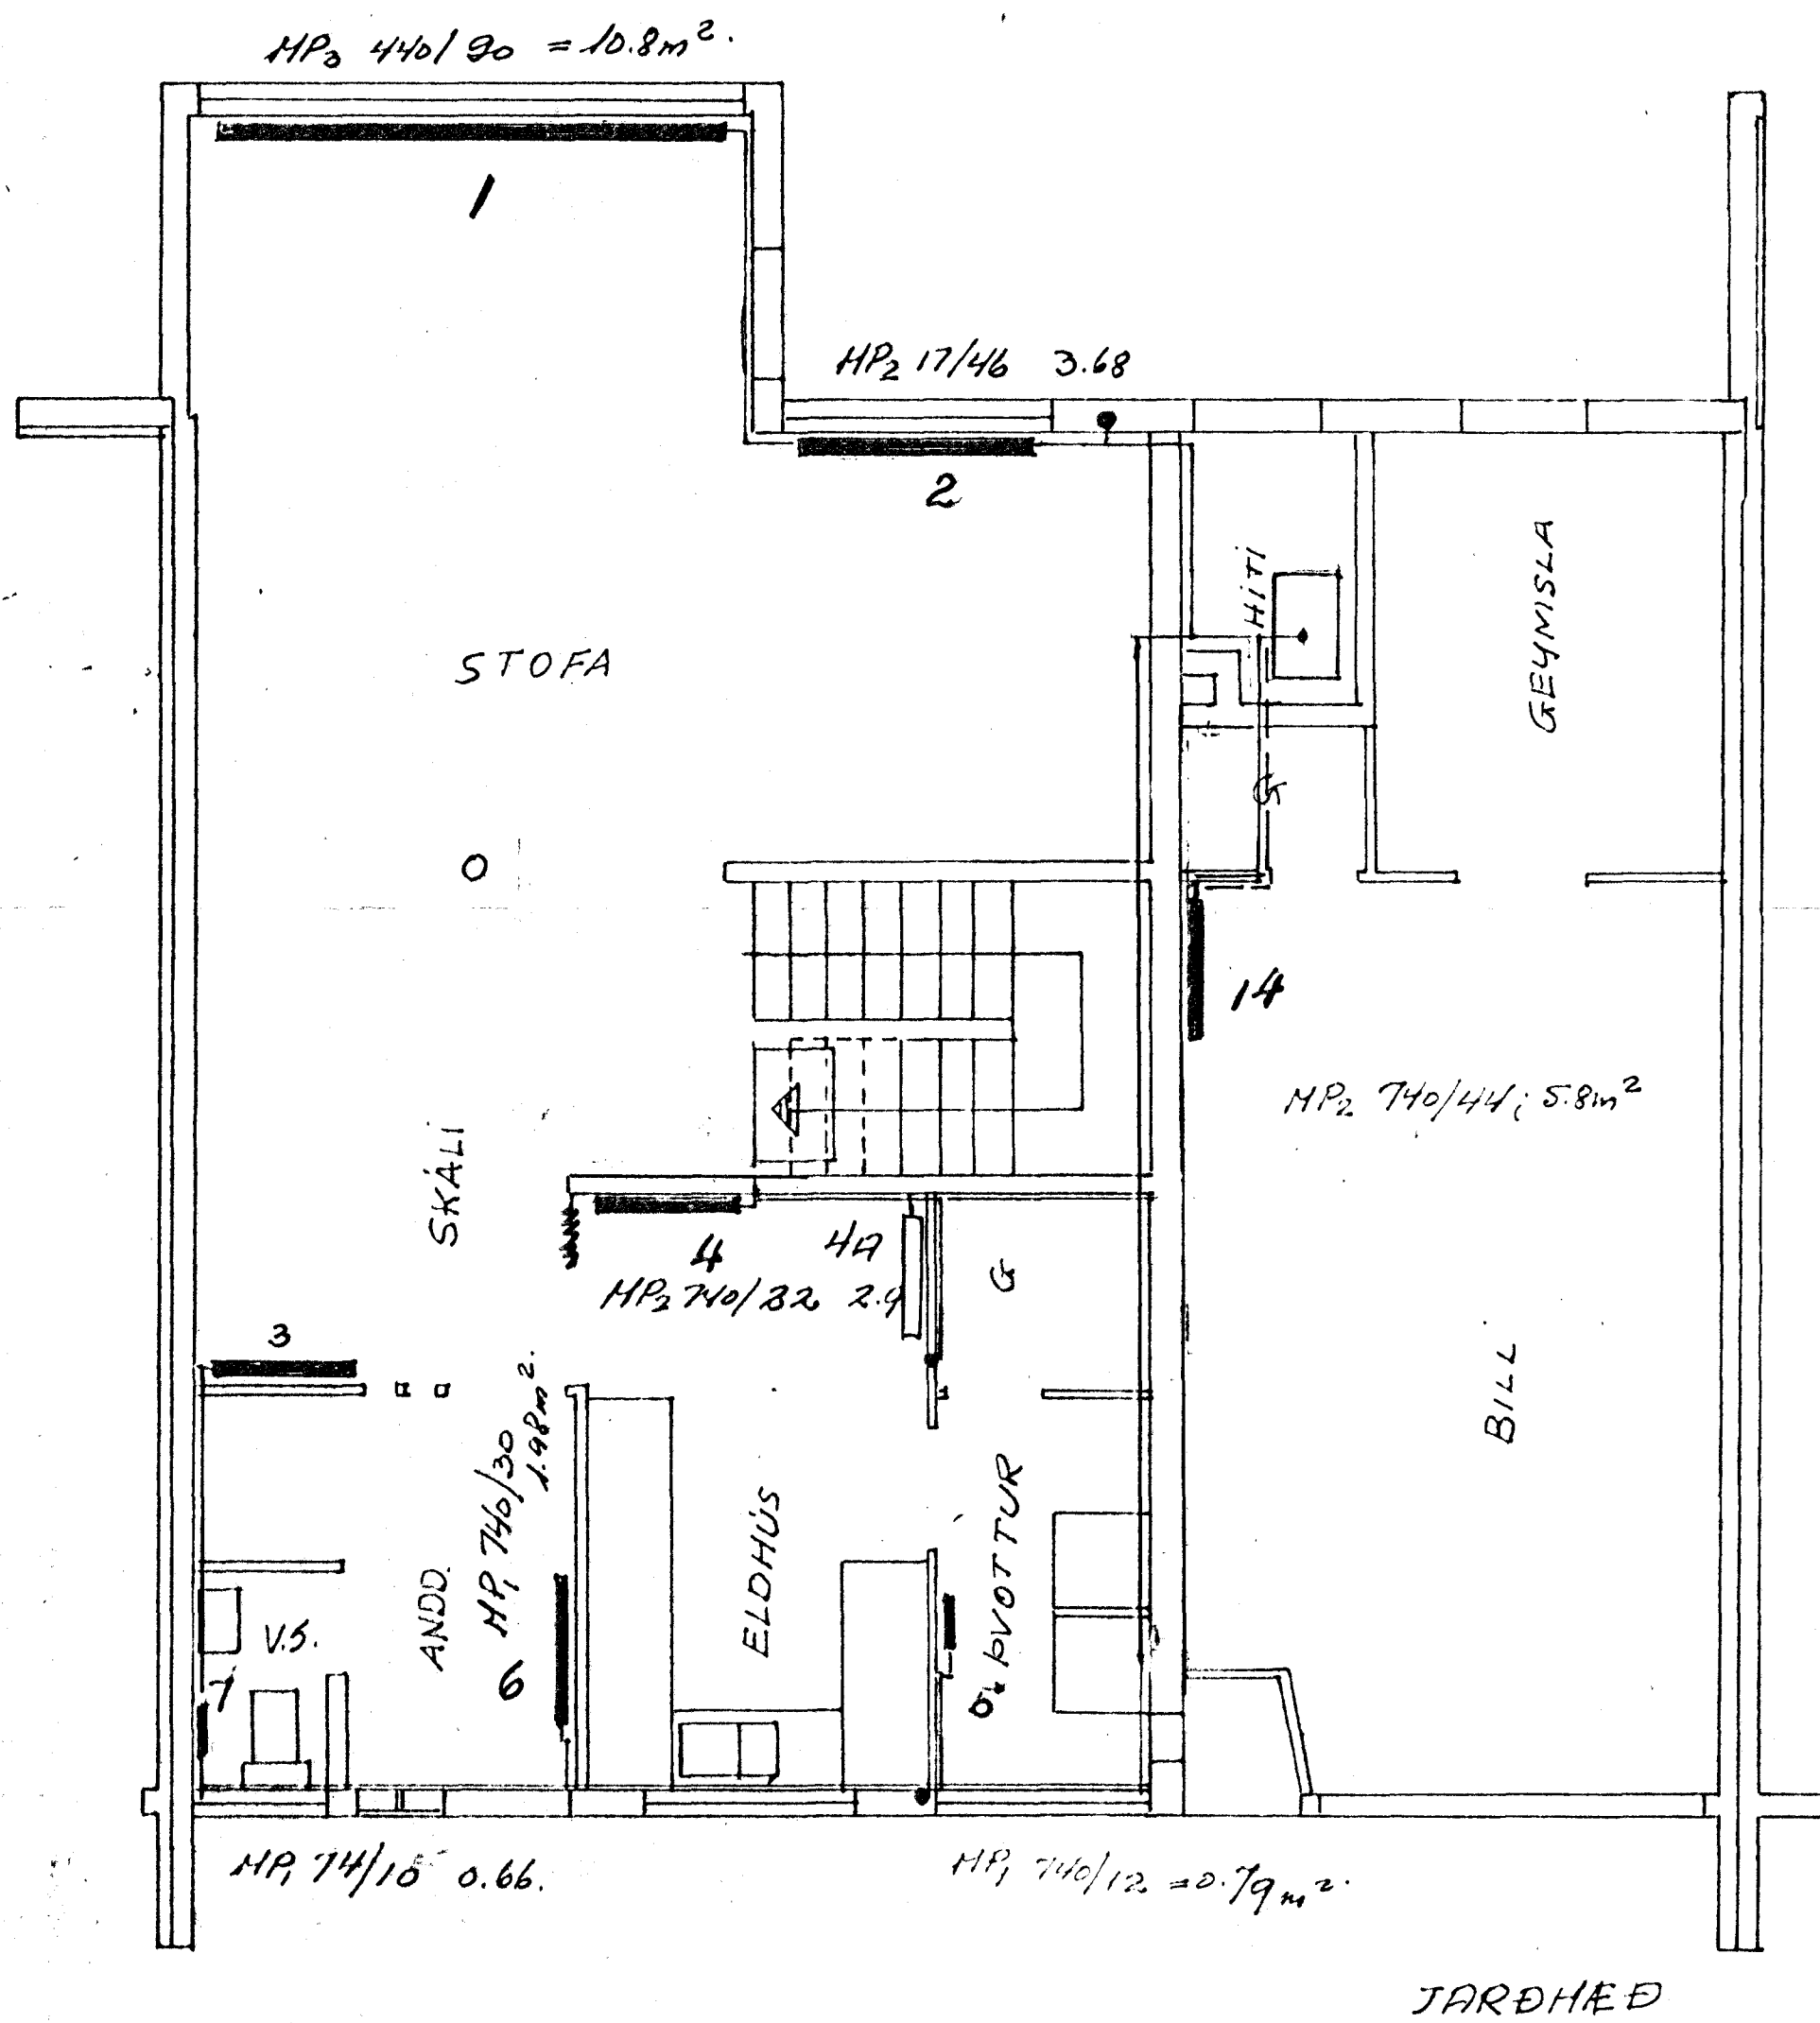 MP₃ 440/90 = 10.8m².
1
MP₂ 17/46 3.68
2
HITI
GEYMSLA
STOFA
G
O
14
MP₂ 740/44; 5.8m²
SKÁLI
4
4A
MP₂ 740/22 2.9
G
3
BILL
MP₁ 740/30
1.98m².
ELDHÚS
ÞVOTTUR
ANDD.
V.S.
6
7
5
MP₁ 74/10 0.66.
MP₁ 740/12 = 0.79m².
JARÐHÆÐ